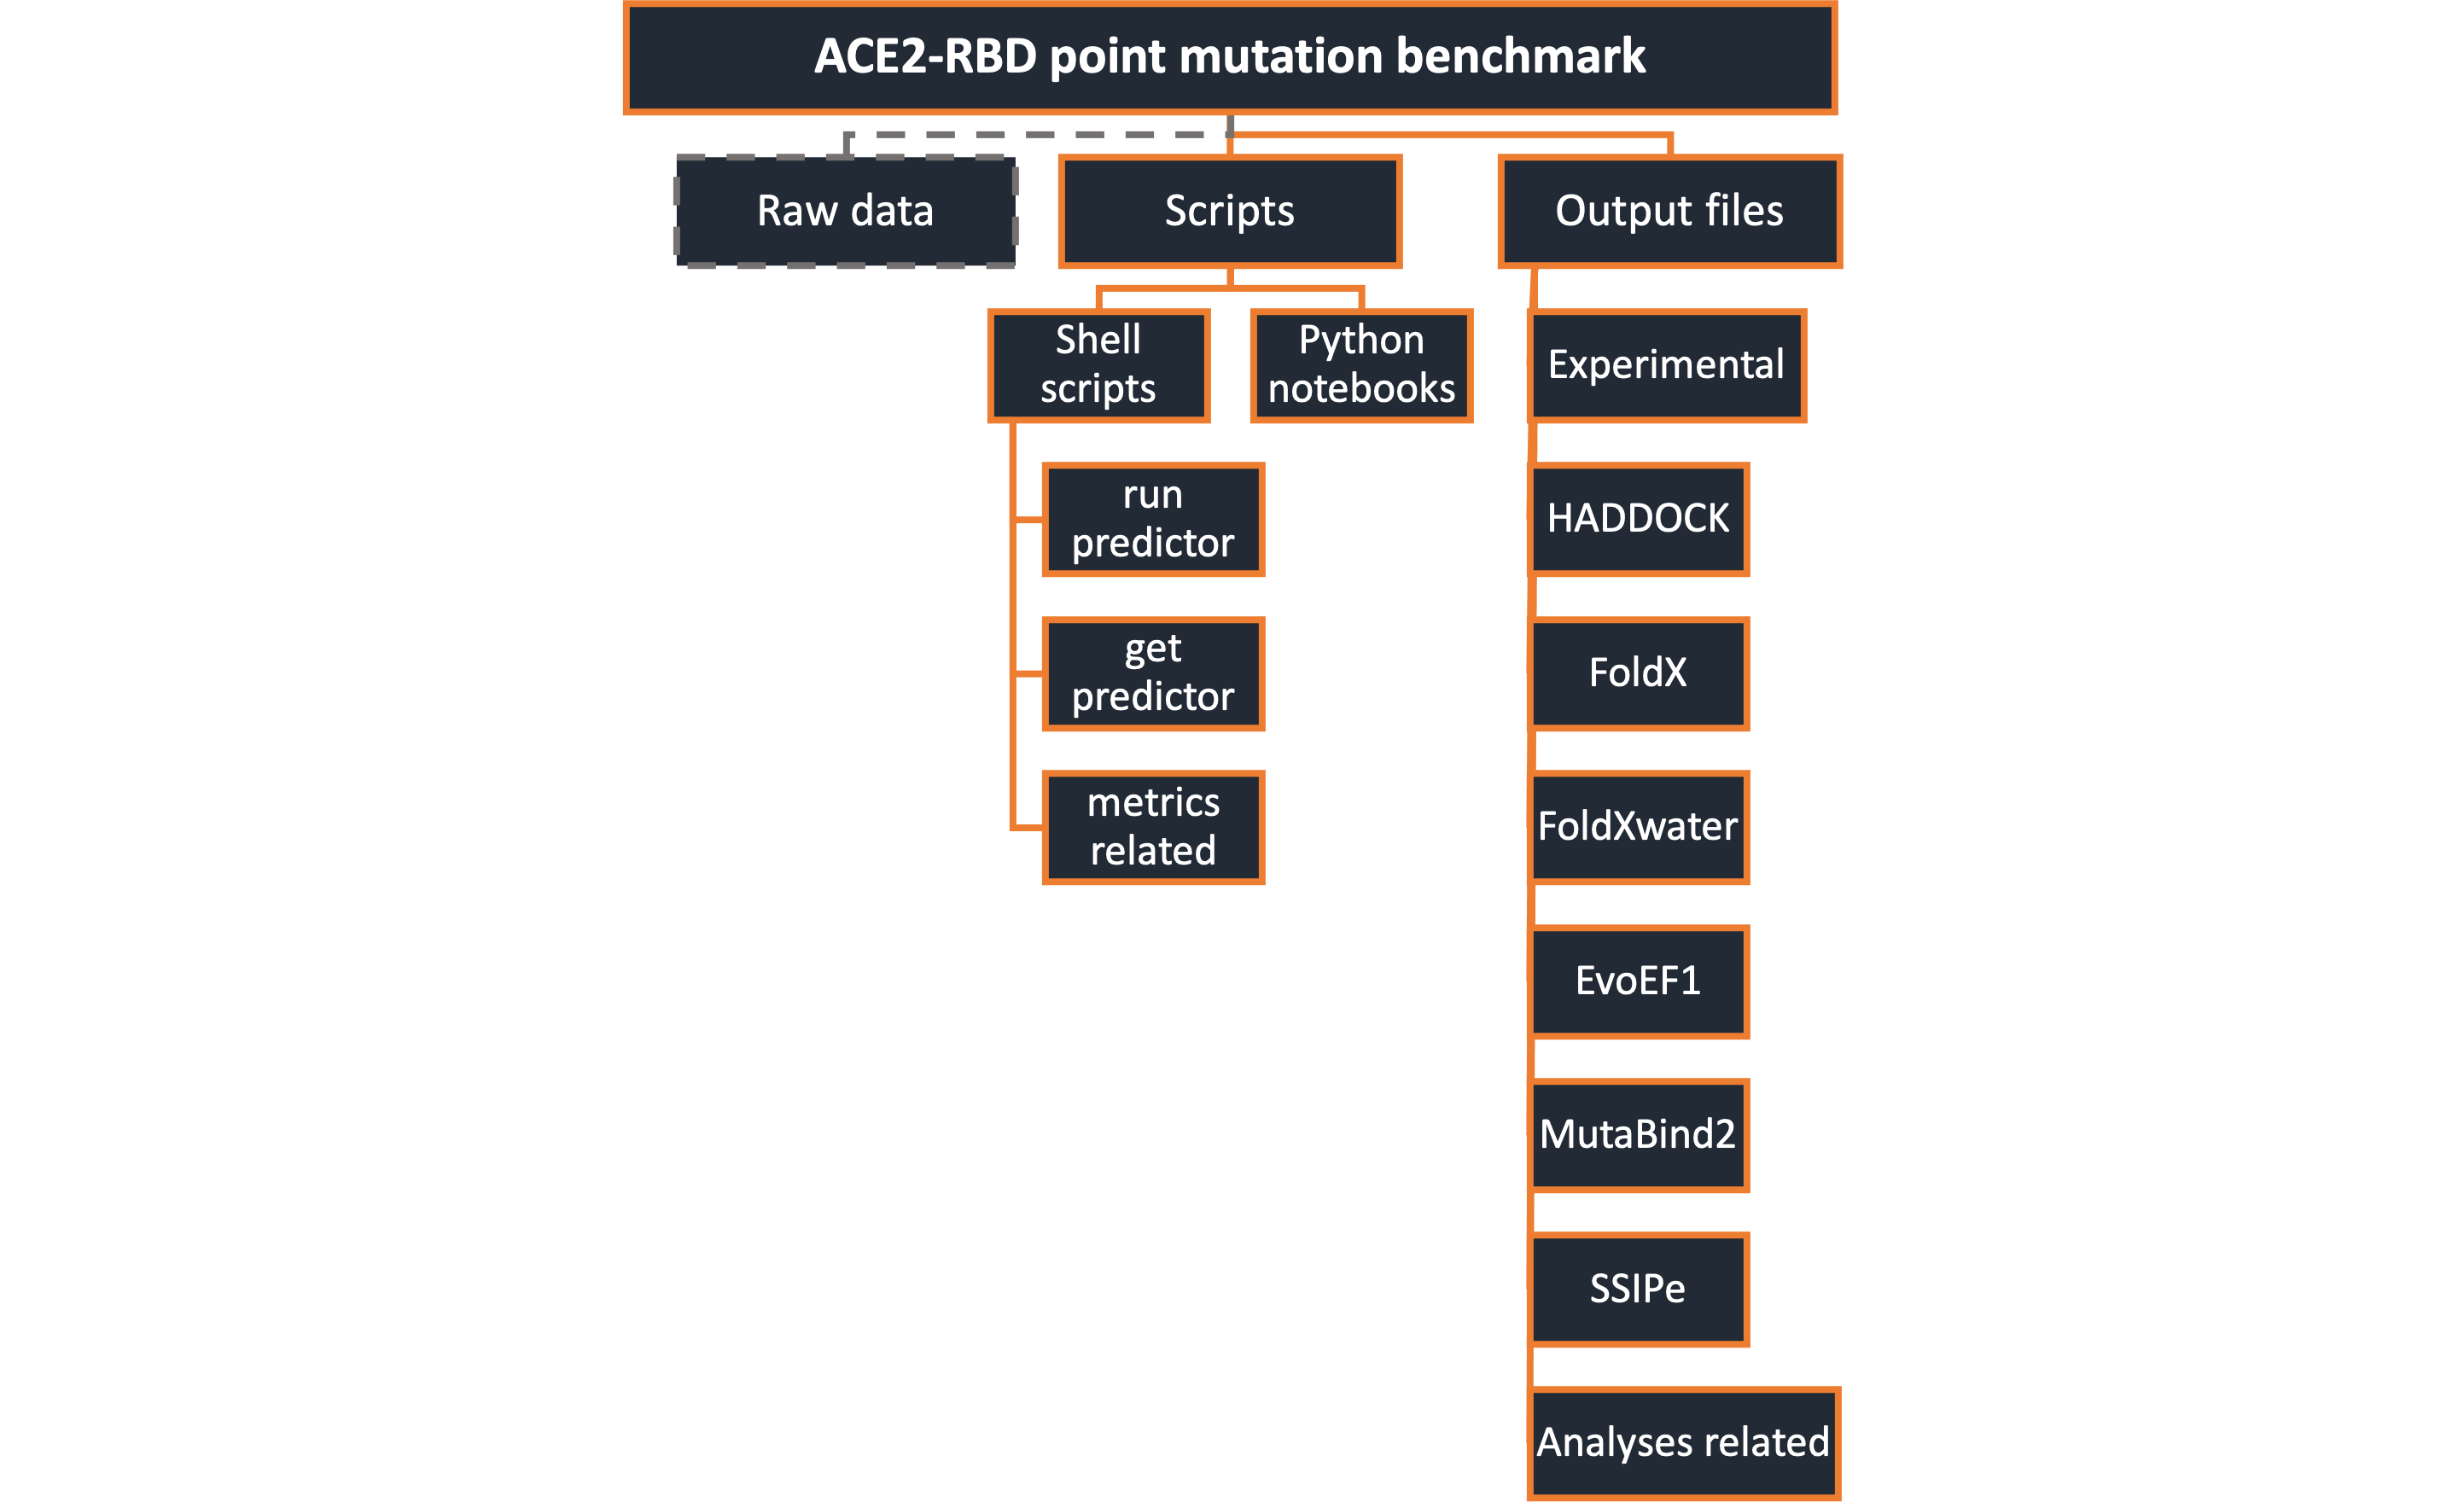 ACE2-RBD point mutation benchmark
Raw data
Scripts
Output files
Shell
scripts
Python
notebooks
run
predictor
get
predictor
metrics
related
Experimental
HADDOCK
FoldX
FoldXwater
EvoEF1
MutaBind2
SSIPe
Analyses related